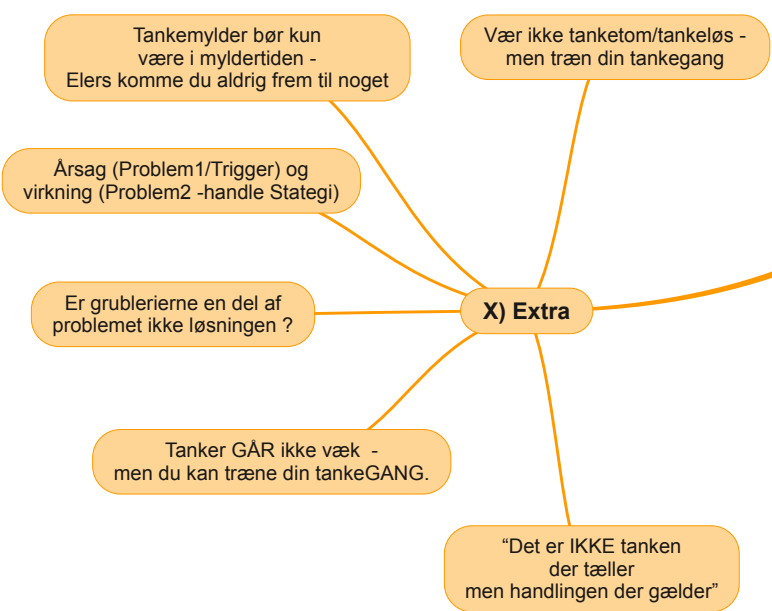 Tankemylder bør kun
være i myldertiden -
Elers komme du aldrig frem til noget
Vær ikke tanketom/tankeløs -
men træn din tankegang
Årsag (Problem1/Trigger) og
virkning (Problem2 -handle Stategi)
Er grublerierne en del af
problemet ikke løsningen ?
X) Extra
Tanker GÅR ikke væk  -
men du kan træne din tankeGANG.
“Det er IKKE tanken
der tæller
men handlingen der gælder”